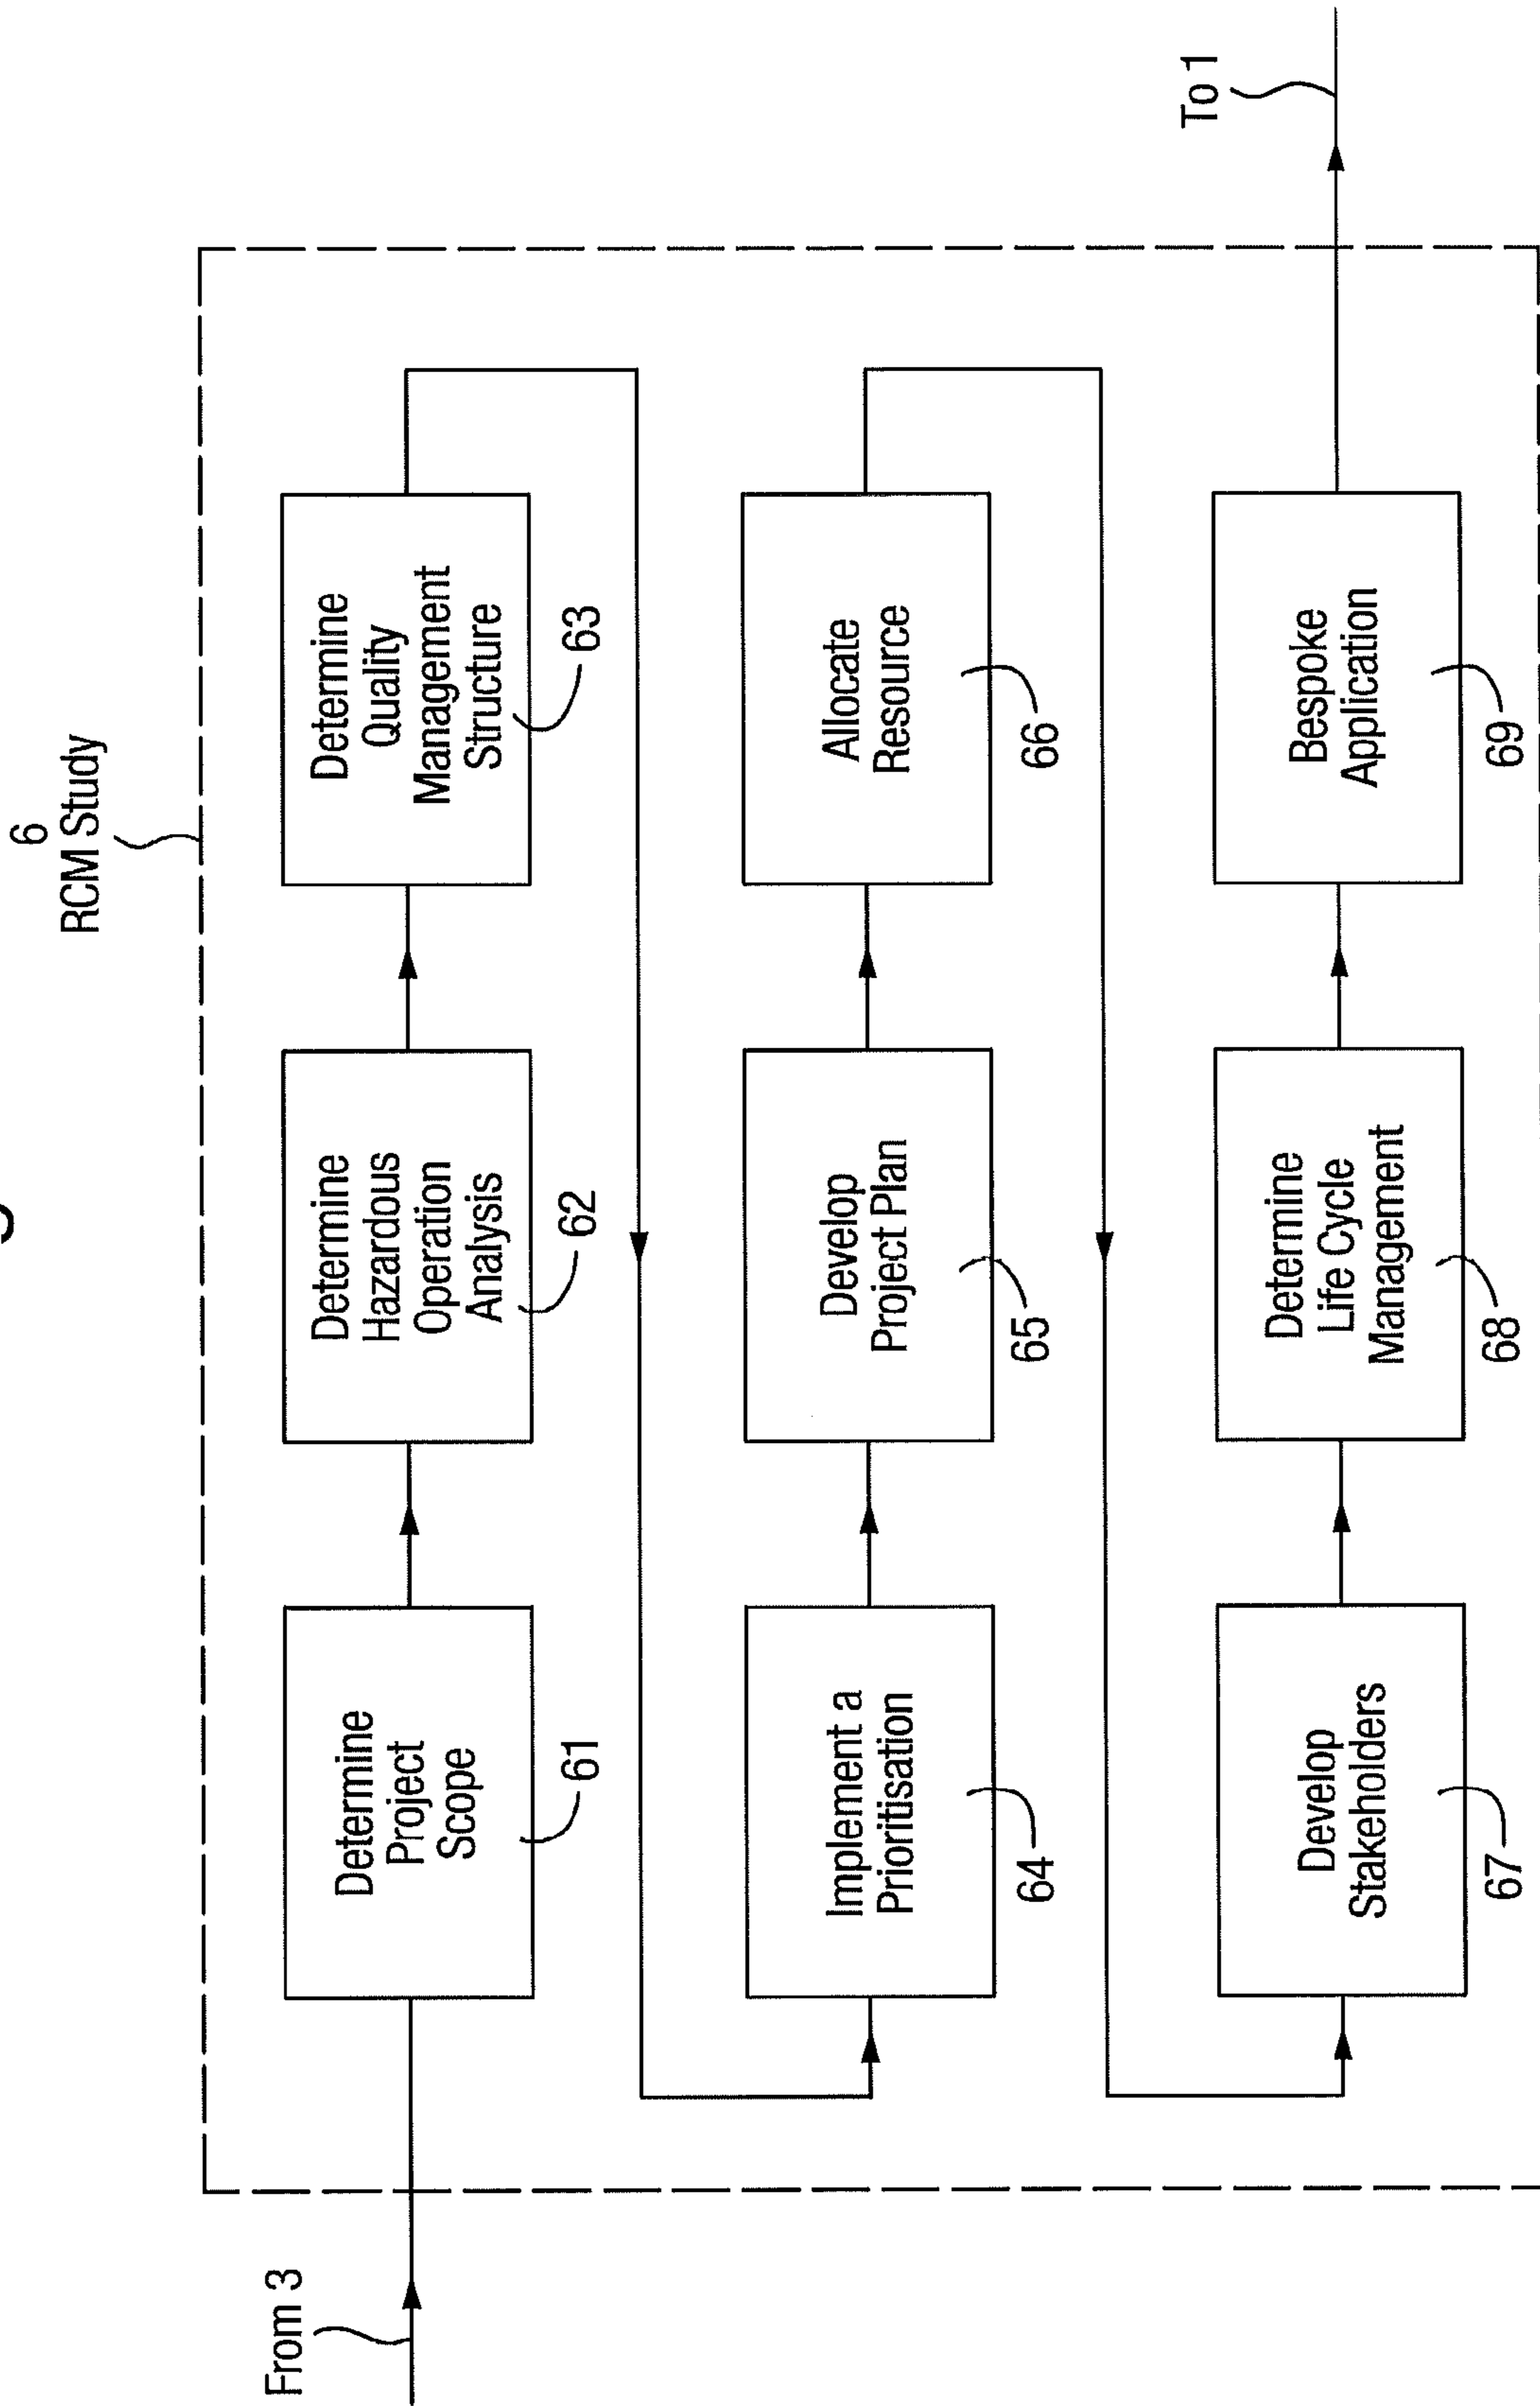 6
RCM Study
From 3
To 1
Determine
Project
Scope
61
Determine
Hazardous
Operation
Analysis
62
Determine
Quality
Management
Structure
63
Implement a
Prioritisation
64
Develop
Project Plan
65
Allocate
Resource
66
Develop
Stakeholders
67
Determine
Life Cycle
Management
68
Bespoke
Application
69